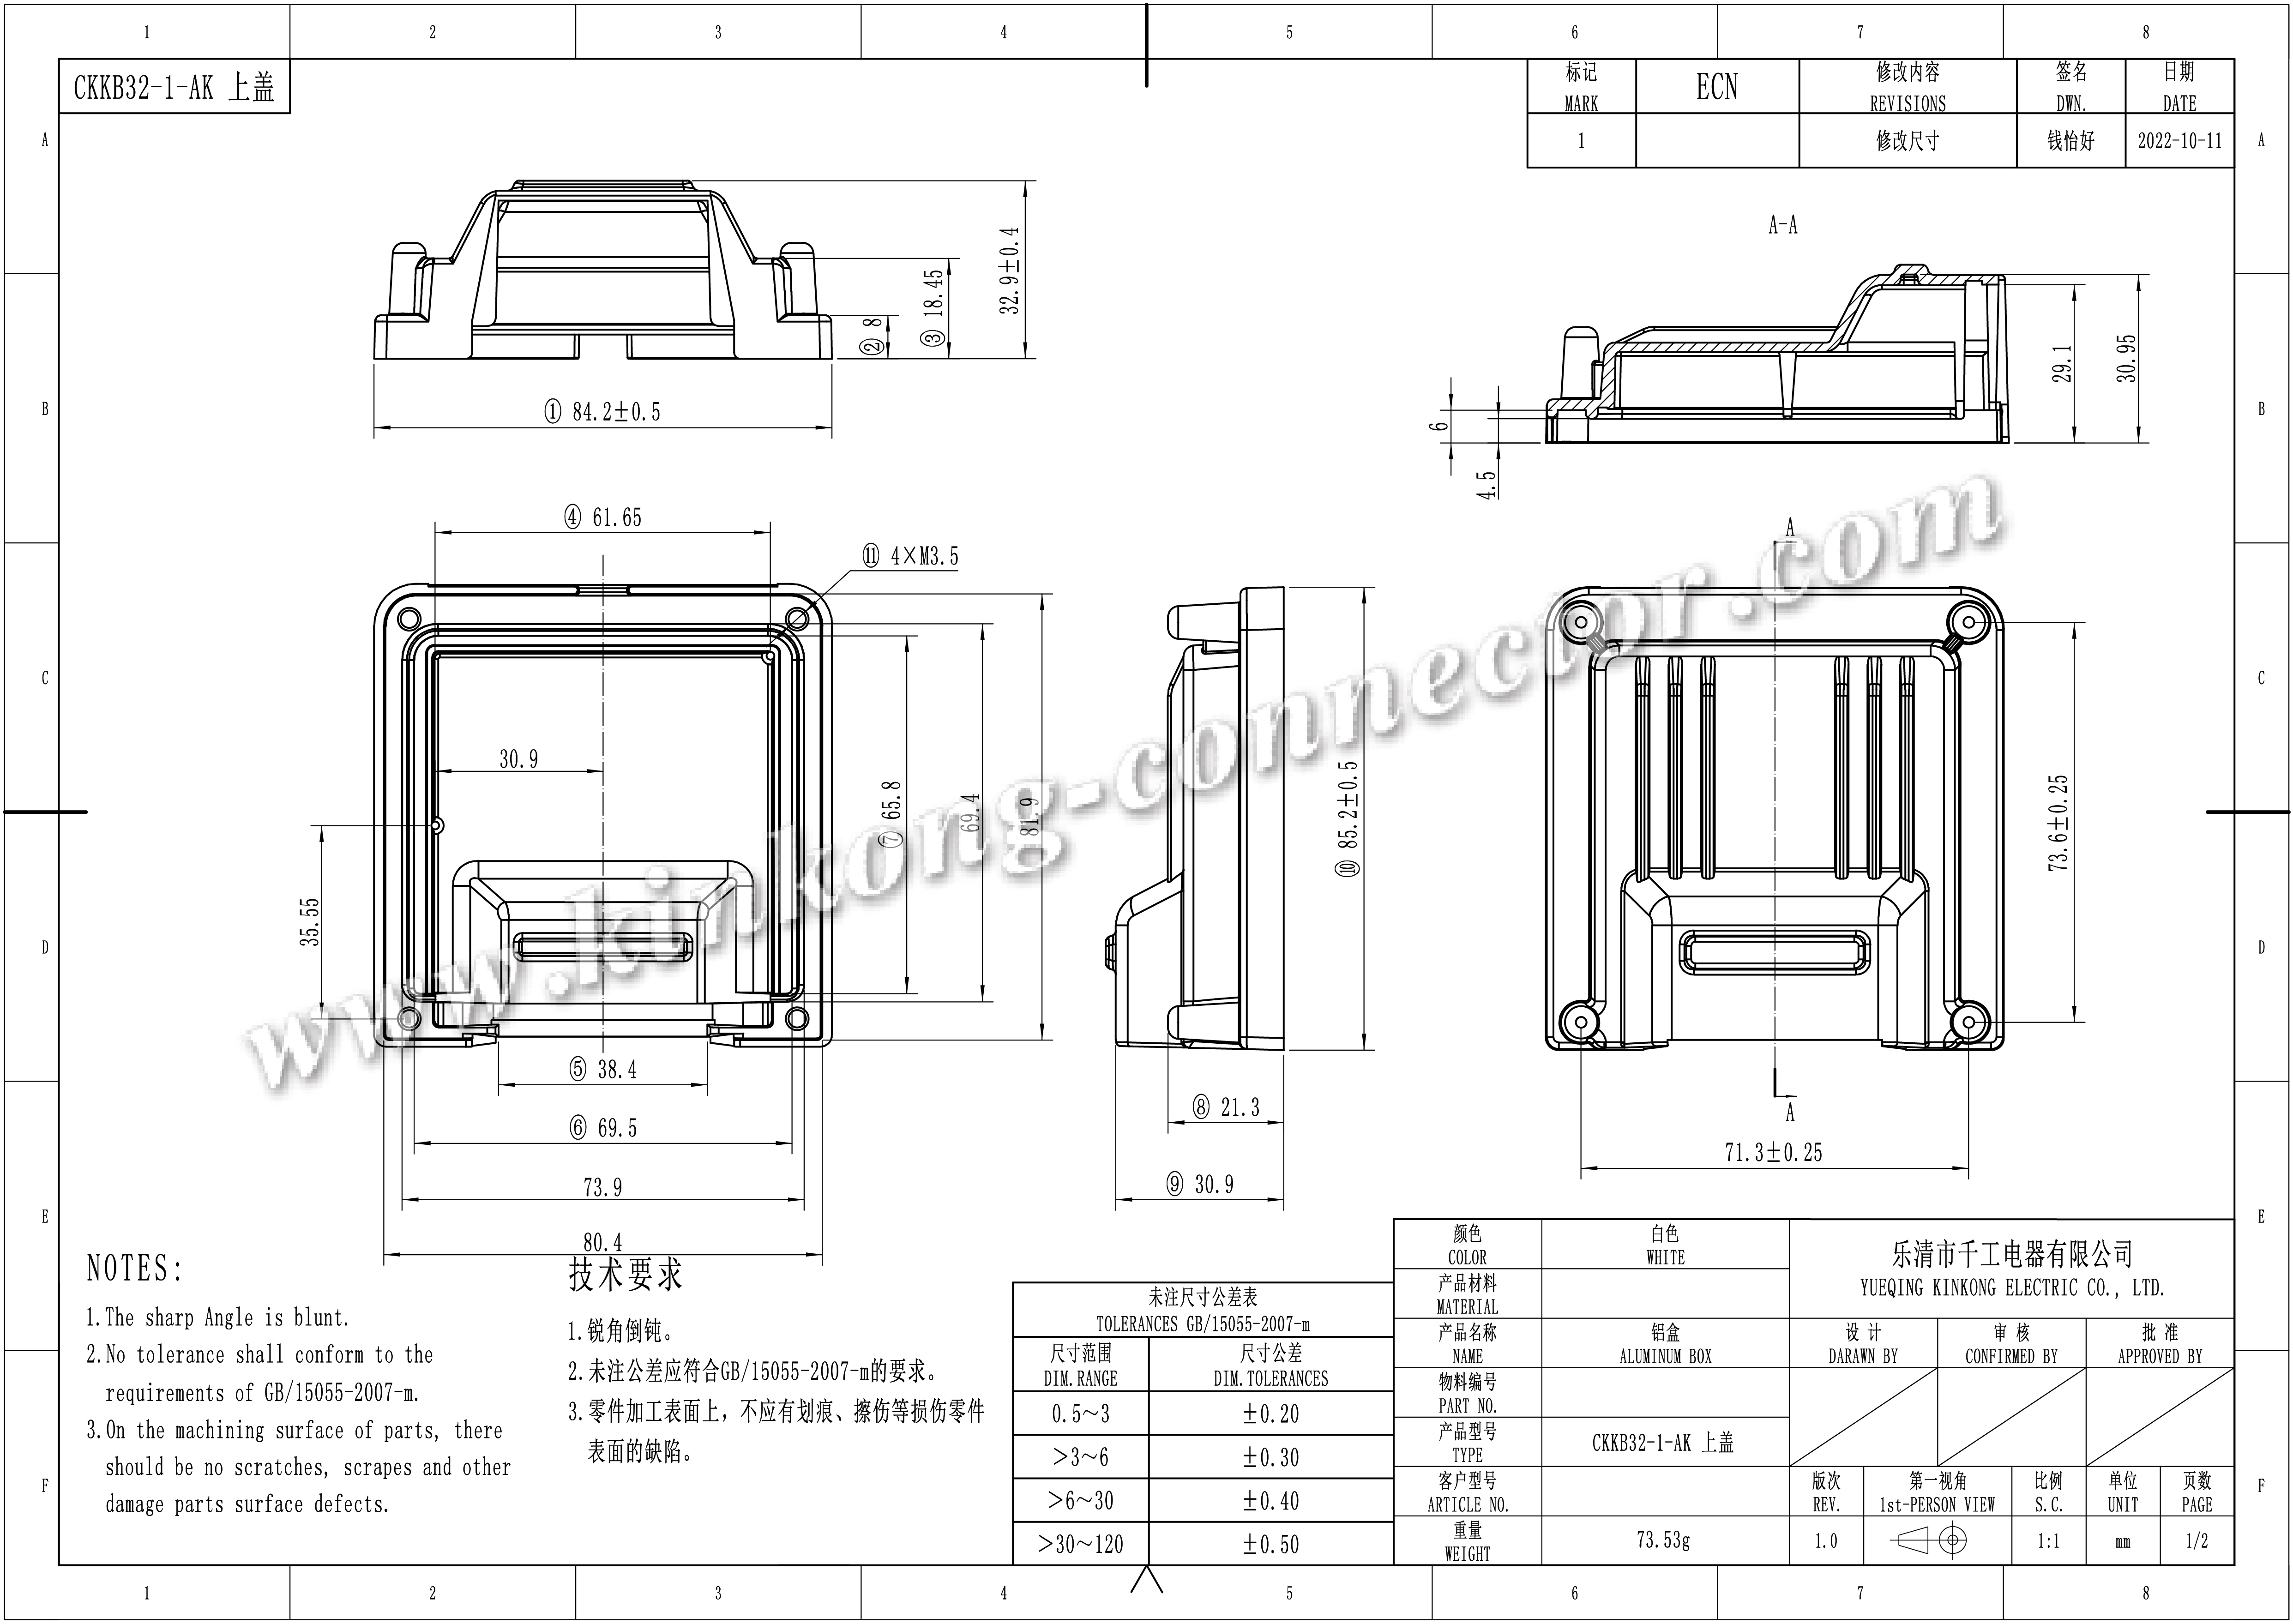 1 2 3 4 5 6 7 8
CKKB32-1-AK 上盖
标记 MARK
ECN
修改内容 REVISIONS
签名 DWN.
日期 DATE
1
修改尺寸
钱怡好
2022-10-11
A
A
B
B
C
C
D
D
E
E
F
F
32.9±0.4
③ 18.45
② 8
① 84.2±0.5
A-A
29.1
30.95
6
4.5
④ 61.65
⑪ 4×M3.5
30.9
35.55
⑦ 65.8
69.4
81.9
⑤ 38.4
⑥ 69.5
73.9
80.4
⑩ 85.2±0.5
⑧ 21.3
⑨ 30.9
A
A
73.6±0.25
71.3±0.25
www.kinkong-connector.com
NOTES:
1.The sharp Angle is blunt.
2.No tolerance shall conform to the
requirements of GB/15055-2007-m.
3.On the machining surface of parts, there
should be no scratches, scrapes and other
damage parts surface defects.
技术要求
1.锐角倒钝。
2.未注公差应符合GB/15055-2007-m的要求。
3.零件加工表面上，不应有划痕、擦伤等损伤零件
表面的缺陷。
未注尺寸公差表
TOLERANCES GB/15055-2007-m
尺寸范围 尺寸公差
DIM.RANGE DIM.TOLERANCES
0.5~3 ±0.20
>3~6 ±0.30
>6~30 ±0.40
>30~120 ±0.50
颜色 白色
COLOR WHITE
产品材料
MATERIAL
产品名称 铝盒
NAME ALUMINUM BOX
物料编号
PART NO.
产品型号
TYPE
CKKB32-1-AK 上盖
客户型号
ARTICLE NO.
重量
WEIGHT
73.53g
乐清市千工电器有限公司
YUEQING KINKONG ELECTRIC CO., LTD.
设 计 审 核 批 准
DARAWN BY CONFIRMED BY APPROVED BY
版次 第一视角 比例 单位 页数
REV. 1st-PERSON VIEW S.C. UNIT PAGE
1.0 1:1 mm 1/2
1 2 3 4 5 6 7 8